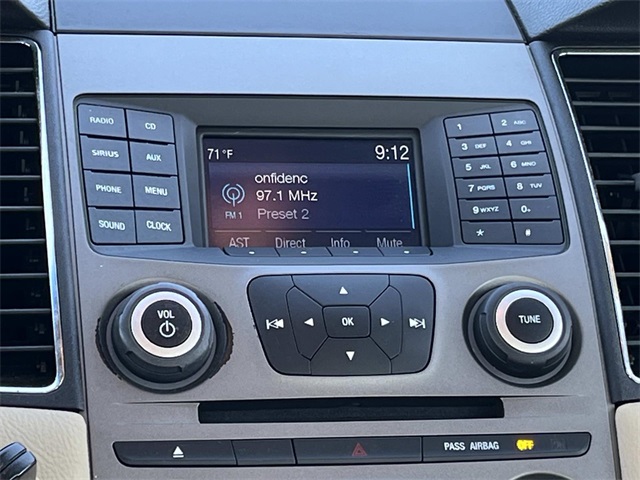 RADIO CD
SIRIUS AUX
PHONE MENU
SOUND CLOCK
71°F 9:12
onfidenc
97.1 MHz
FM 1 Preset 2
AST Direct Info Mute
1 2 ABC
3 DEF 4 GHI
5 JKL 6 MNO
7 PQRS 8 TUV
9 WXYZ 0
* #
VOL
OK
TUNE
PASS AIRBAG OFF